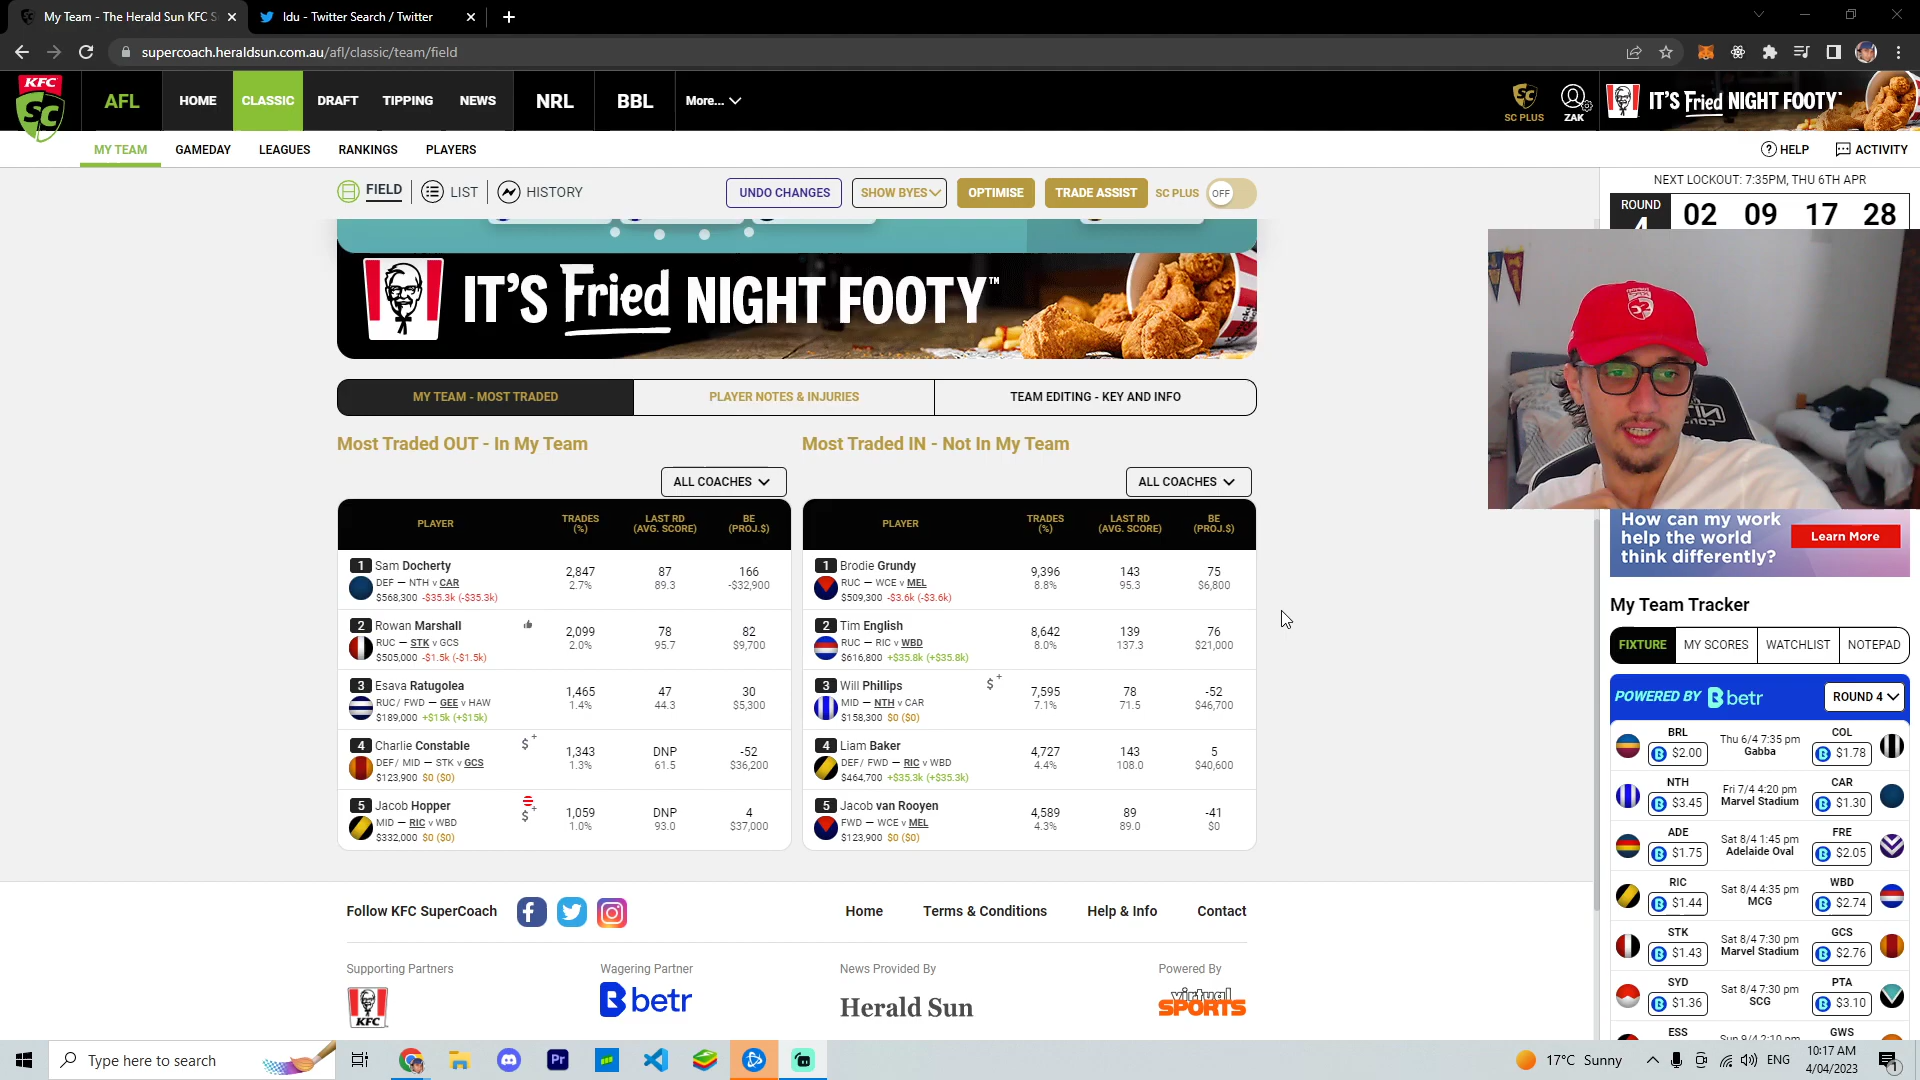 My Team - The Herald Sun KFC S
Idu - Twitter Search / Twitter
supercoach.heraldsun.com.au/afl/classic/team/field
KFC
SC
AFL
HOME
CLASSIC
DRAFT
TIPPING
NEWS
NRL
BBL
More...
SC PLUS
ZAK
IT'S Fried NIGHT FOOTY™
MY TEAM
GAMEDAY
LEAGUES
RANKINGS
PLAYERS
HELP
ACTIVITY
FIELD
LIST
HISTORY
UNDO CHANGES
SHOW BYES
OPTIMISE
TRADE ASSIST
SC PLUS
OFF
NEXT LOCKOUT: 7:35PM, THU 6TH APR
ROUND 02 09 17 28
4
KFC
IT'S Fried NIGHT FOOTY™
MY TEAM - MOST TRADED
PLAYER NOTES & INJURIES
TEAM EDITING - KEY AND INFO
Most Traded OUT - In My Team
ALL COACHES
PLAYER TRADES (%) LAST RD (AVG. SCORE) BE (PROJ.$)
1 Sam Docherty 2,847 87 166
DEF — NTH v CAR 2.7% 89.3 -$32,900
$568,300 -$35.3k (-$35.3k)
2 Rowan Marshall 2,099 78 82
RUC — STK v GCS 2.0% 95.7 $9,700
$505,000 -$1.5k (-$1.5k)
3 Esava Ratugolea 1,465 47 30
RUC/ FWD — GEE v HAW 1.4% 44.3 $5,300
$189,000 +$15k (+$15k)
4 Charlie Constable $+ 1,343 DNP -52
DEF/ MID — STK v GCS 1.3% 61.5 $36,200
$123,900 $0 ($0)
5 Jacob Hopper $+ 1,059 DNP 4
MID — RIC v WBD 1.0% 93.0 $37,000
$332,000 $0 ($0)
Most Traded IN - Not In My Team
ALL COACHES
PLAYER TRADES (%) LAST RD (AVG. SCORE) BE (PROJ.$)
1 Brodie Grundy 9,396 143 75
RUC — WCE v MEL 8.8% 95.3 $6,800
$509,300 -$3.6k (-$3.6k)
2 Tim English 8,642 139 76
RUC — RIC v WBD 8.0% 137.3 $21,000
$616,800 +$35.8k (+$35.8k)
3 Will Phillips $+ 7,595 78 -52
MID — NTH v CAR 7.1% 71.5 $46,700
$158,300 $0 ($0)
4 Liam Baker 4,727 143 5
DEF/ FWD — RIC v WBD 4.4% 108.0 $40,600
$464,700 +$35.3k (+$35.3k)
5 Jacob van Rooyen 4,589 89 -41
FWD — WCE v MEL 4.3% 89.0 $0
$123,900 $0 ($0)
How can my work
help the world
think differently?
Learn More
My Team Tracker
FIXTURE
MY SCORES
WATCHLIST
NOTEPAD
POWERED BY betr
ROUND 4
BRL Thu 6/4 7:35 pm COL
$2.00 Gabba $1.78
NTH Fri 7/4 4:20 pm CAR
$3.45 Marvel Stadium $1.30
ADE Sat 8/4 1:45 pm FRE
$1.75 Adelaide Oval $2.05
RIC Sat 8/4 4:35 pm WBD
$1.44 MCG $2.74
STK Sat 8/4 7:30 pm GCS
$1.43 Marvel Stadium $2.76
SYD Sat 8/4 7:30 pm PTA
$1.36 SCG $3.10
ESS Sun 9/4 2:10 pm GWS
Follow KFC SuperCoach
Home
Terms & Conditions
Help & Info
Contact
Supporting Partners
KFC
Wagering Partner
betr
News Provided By
Herald Sun
Powered By
virtual
SPORTS
Type here to search
Pr
17°C Sunny
ENG
10:17 AM
4/04/2023
1